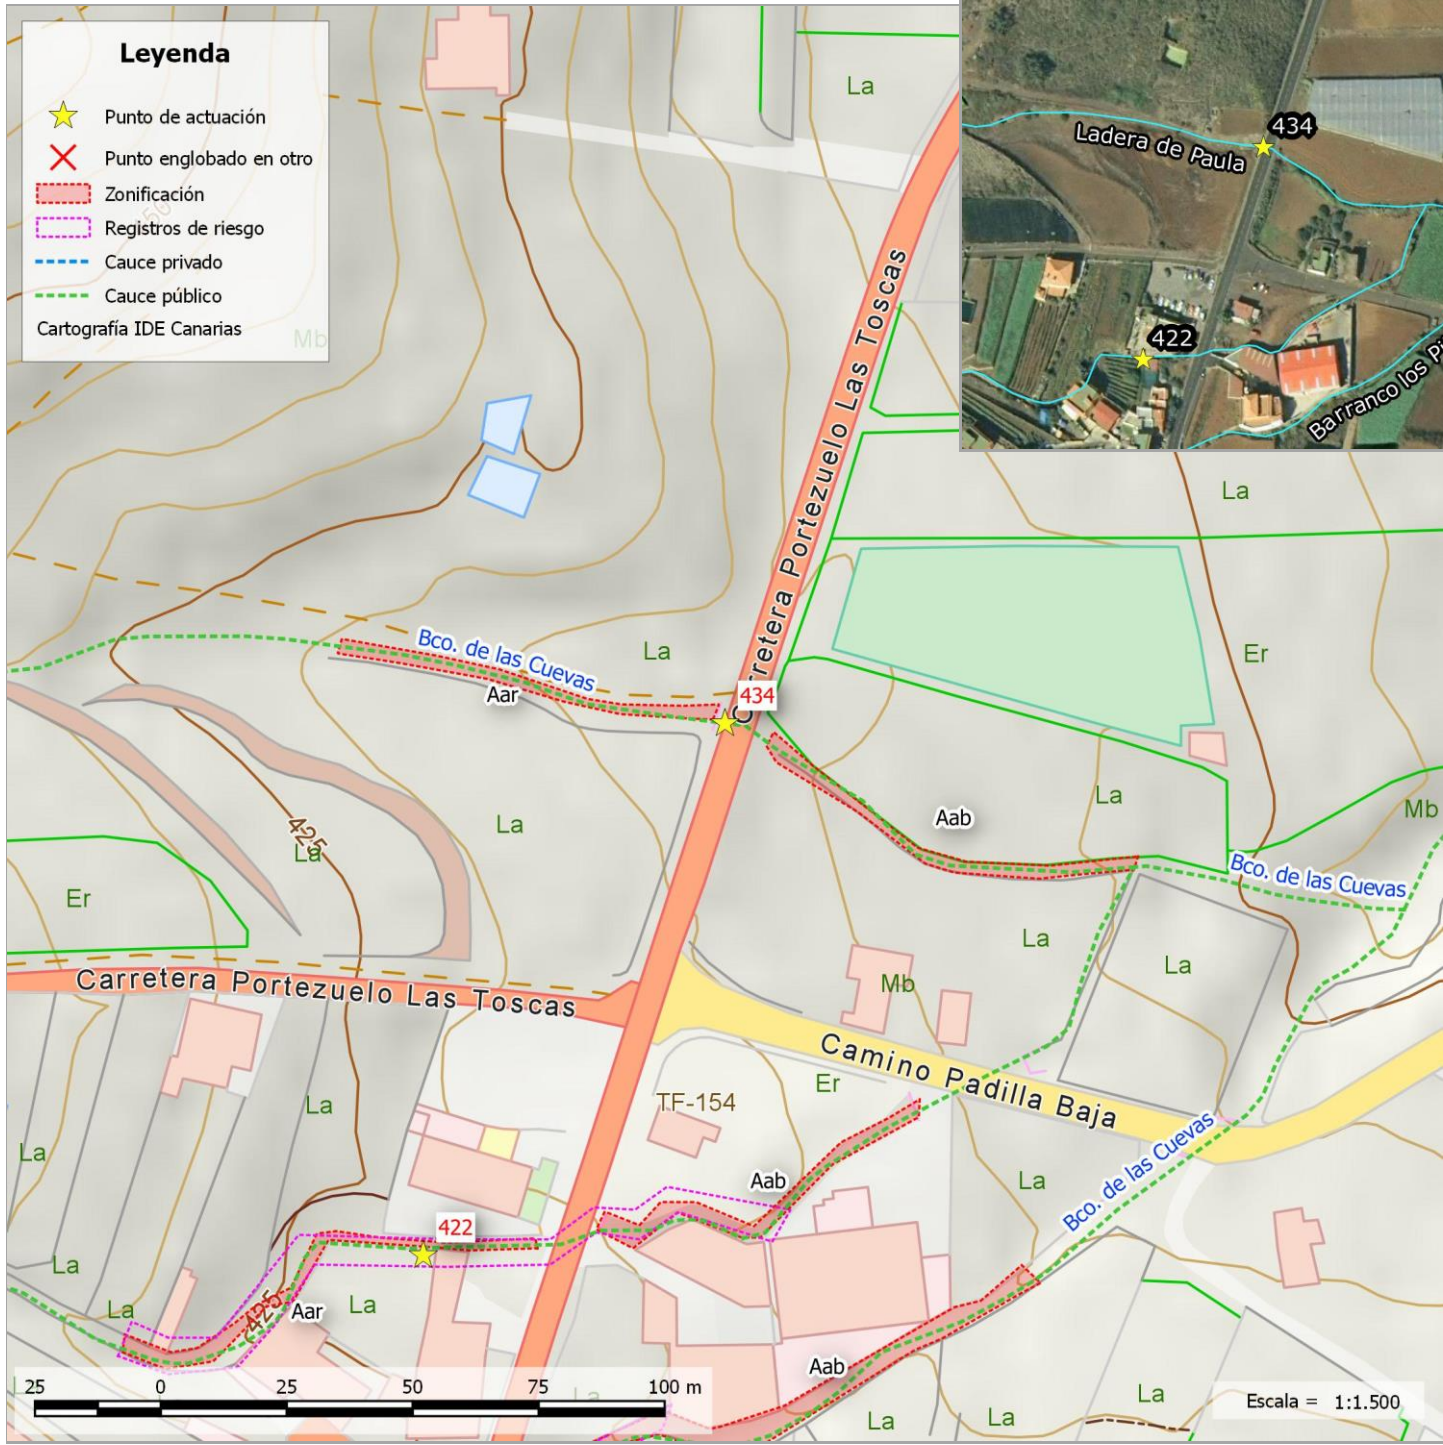 Leyenda
Punto de actuación
Punto englobado en otro
Zonificación
Registros de riesgo
Cauce privado
Cauce público
Cartografía IDE Canarias
Mb
La
434
Ladera de Paula
422
Barranco los Pi
Carretera Portezuelo Las Toscas
La
Er
Bco. de las Cuevas
La
Aar
434
La
Mb
Aab
La
425
La
Bco. de las Cuevas
Er
La
La
Mb
Carretera Portezuelo Las Toscas
Camino Padilla Baja
Er
TF-154
La
La
Aab
La
Bco. de las Cuevas
422
La
La
Aar
425
La
Aab
La
La
La
La
25 0 25 50 75 100 m
Escala = 1:1.500